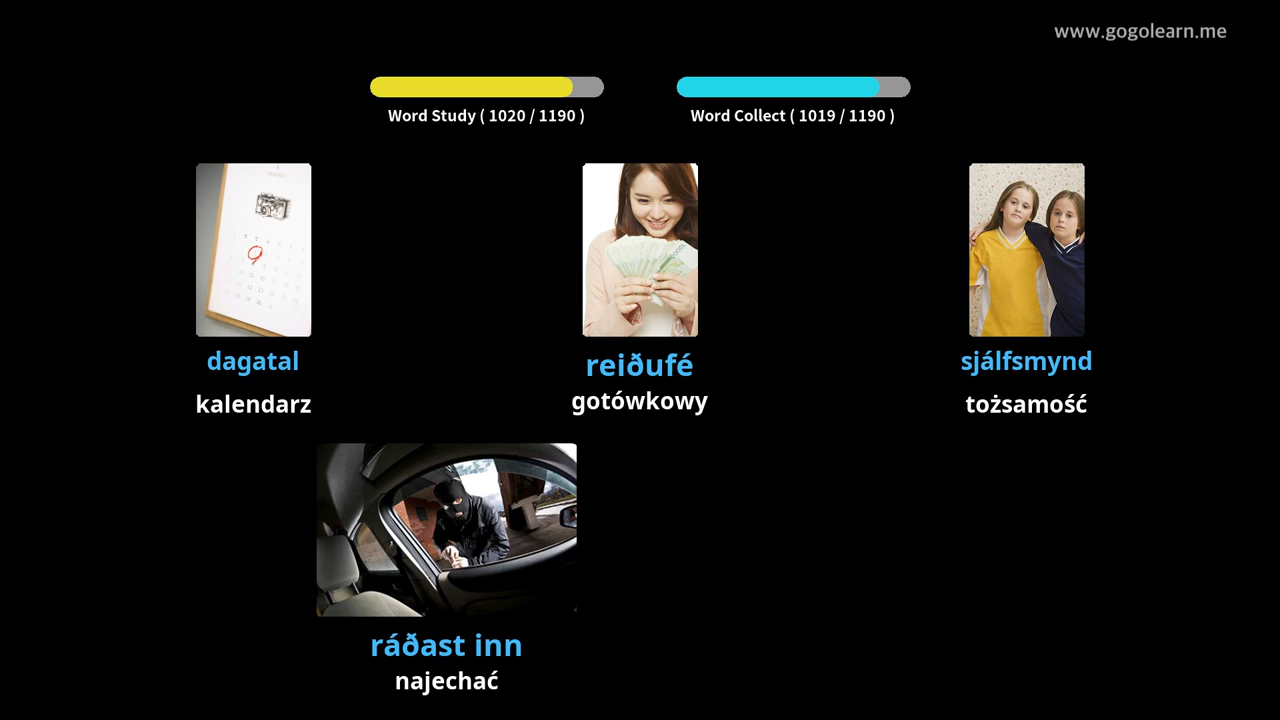 www.gogolearn.me
Word Study ( 1020 / 1190 )
Word Collect ( 1019 / 1190 )
dagatal
kalendarz
reiðufé
gotówkowy
sjálfsmynd
tożsamość
ráðast inn
najechać